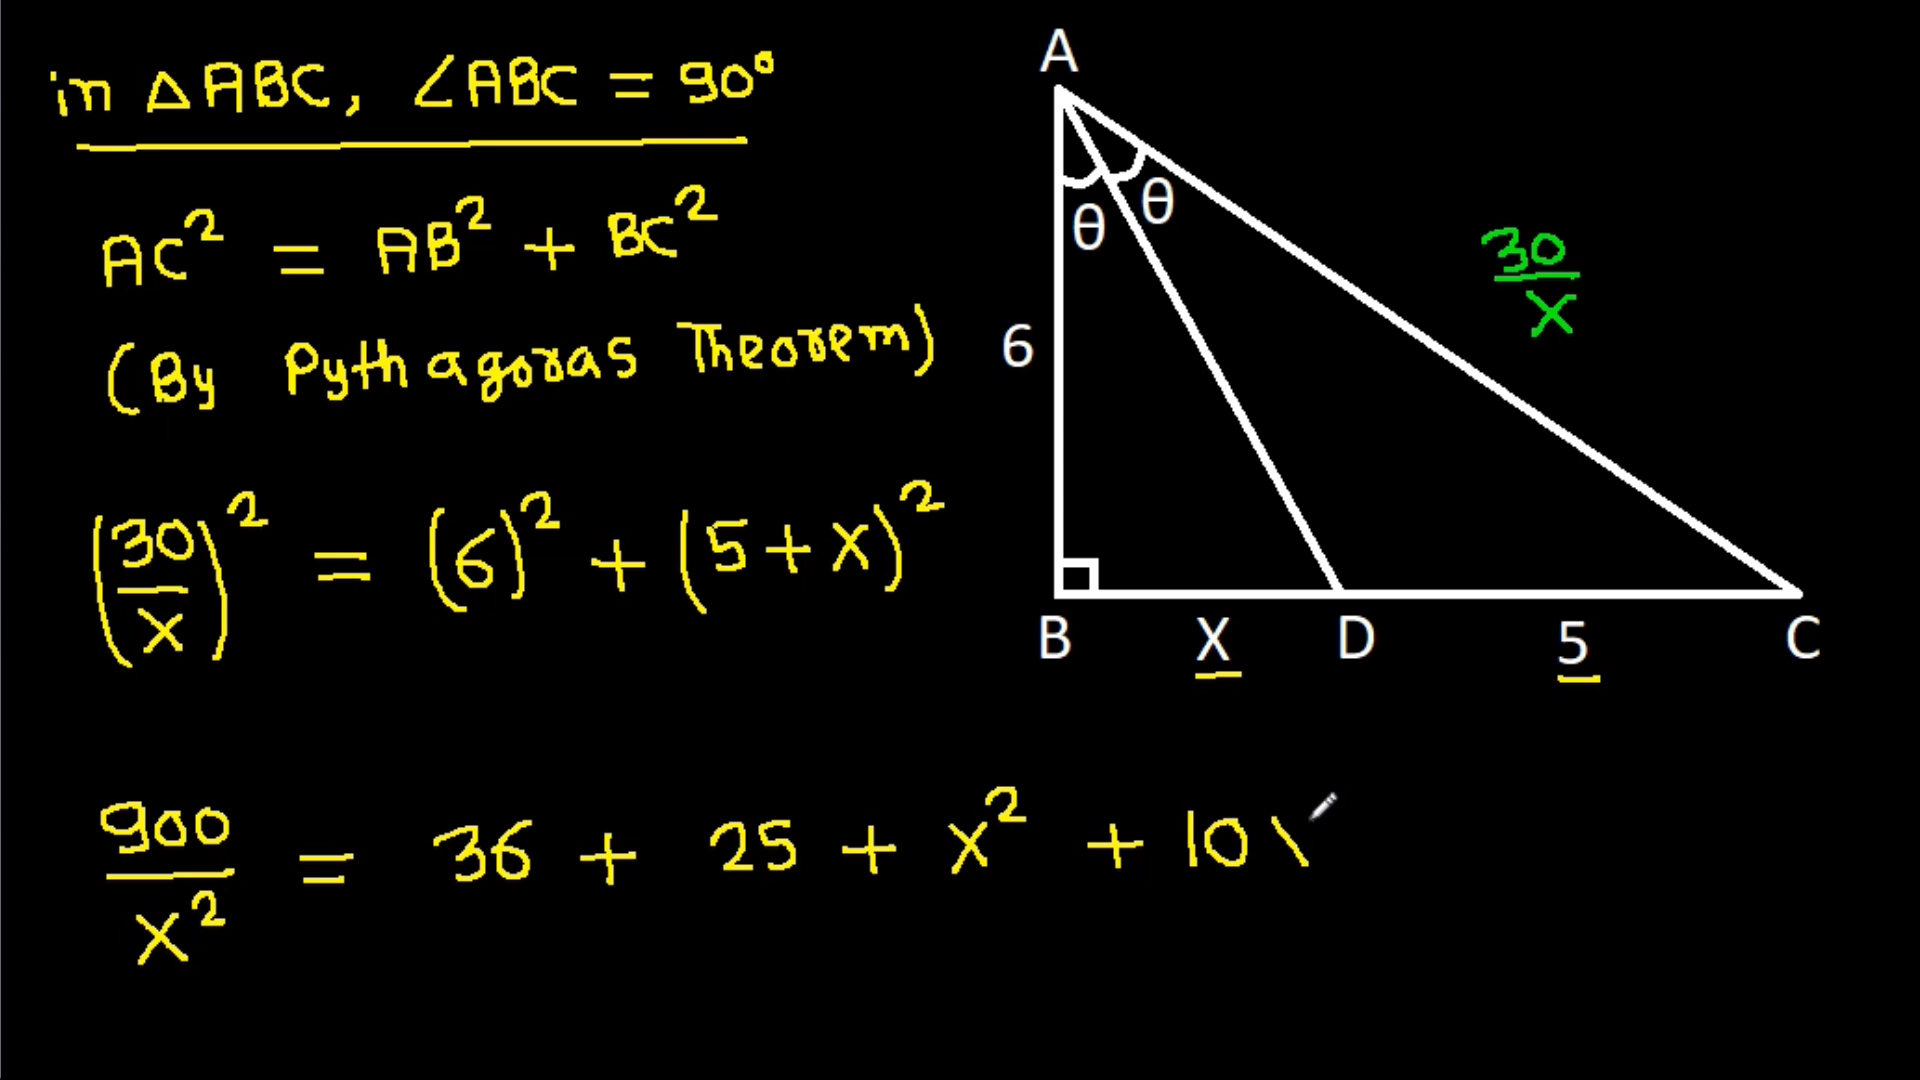 in △ABC, ∠ABC = 90°
AC² = AB² + BC²
(By Pythagoras Theorem)
(30/x)² = (6)² + (5+x)²
900/x² = 36 + 25 + x² + 10
A
θ θ
30/x
6
B X D 5 C